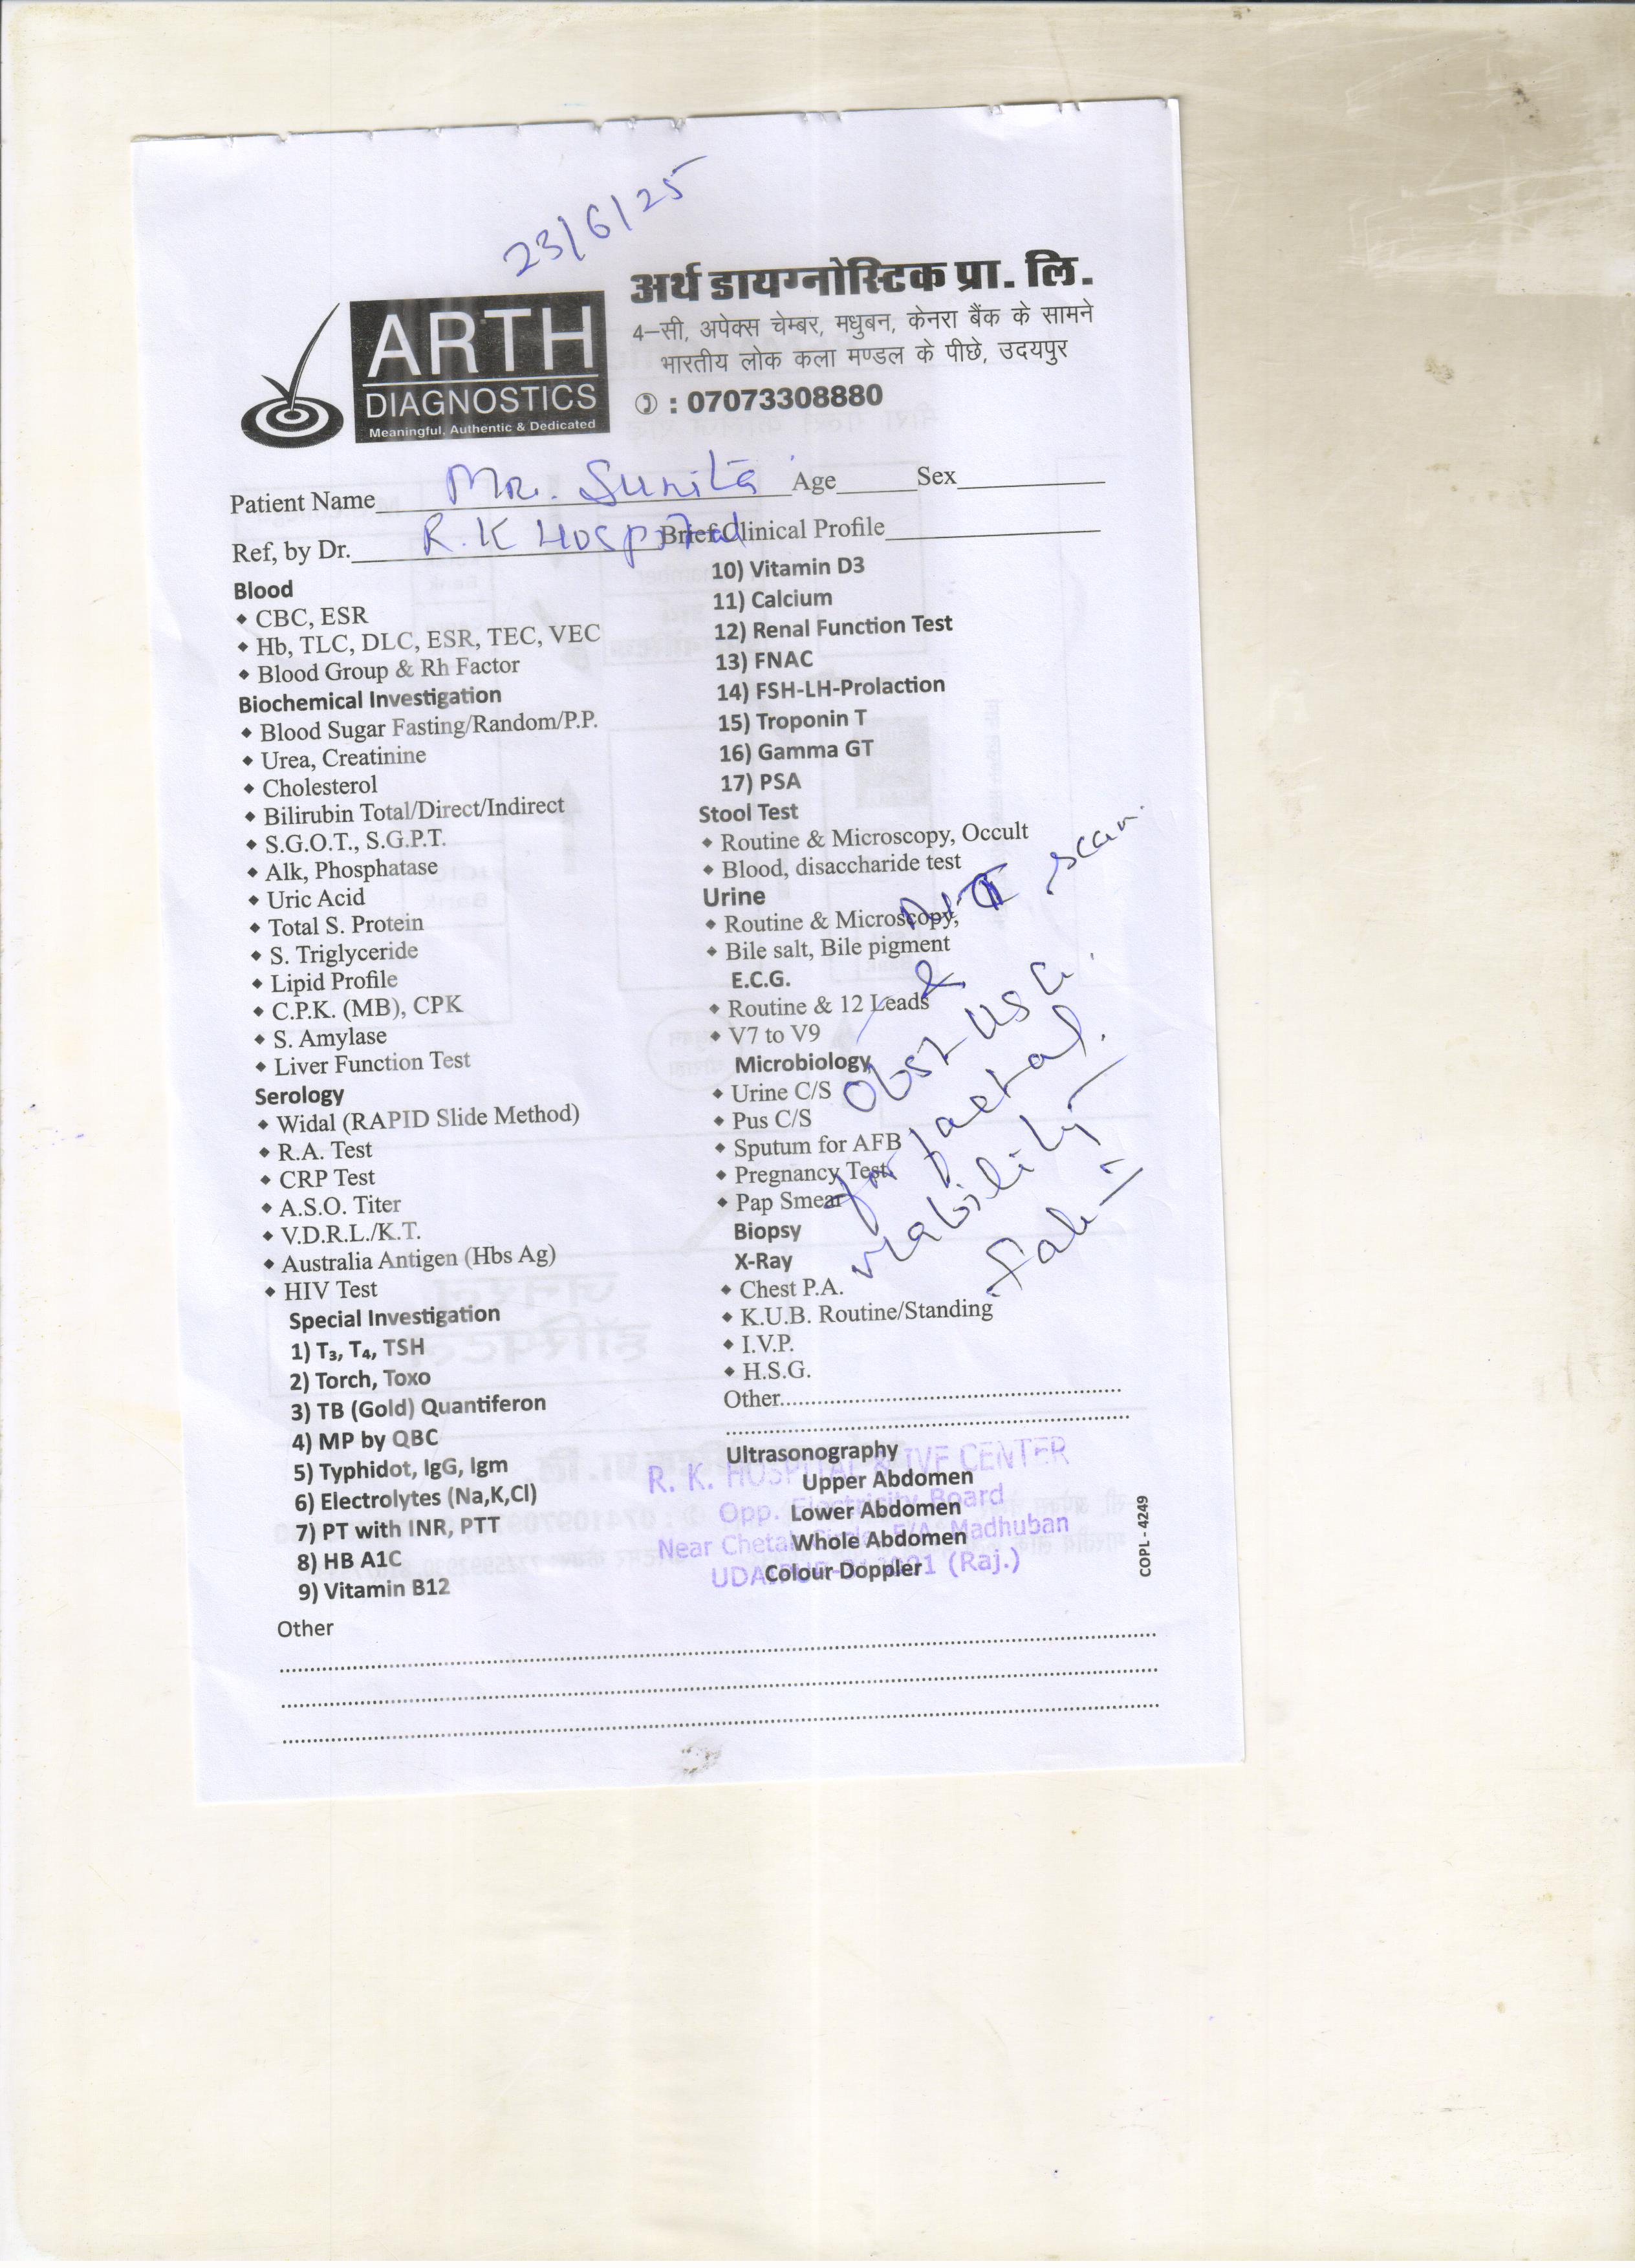 23/6/25
अर्थ डायग्नोस्टिक प्रा. लि.
4–सी, अपेक्स चेम्बर, मधुबन, केनरा बैंक के सामने
भारतीय लोक कला मण्डल के पीछे, उदयपुर
: 07073308880
ARTH
DIAGNOSTICS
Meaningful, Authentic & Dedicated
Patient Name Mr. Sunita Age Sex
Ref, by Dr. R.K Hospital Brief Clinical Profile
Blood
CBC, ESR
Hb, TLC, DLC, ESR, TEC, VEC
Blood Group & Rh Factor
Biochemical Investigation
Blood Sugar Fasting/Random/P.P.
Urea, Creatinine
Cholesterol
Bilirubin Total/Direct/Indirect
S.G.O.T., S.G.P.T.
Alk, Phosphatase
Uric Acid
Total S. Protein
S. Triglyceride
Lipid Profile
C.P.K. (MB), CPK
S. Amylase
Liver Function Test
Serology
Widal (RAPID Slide Method)
R.A. Test
CRP Test
A.S.O. Titer
V.D.R.L./K.T.
Australia Antigen (Hbs Ag)
HIV Test
Special Investigation
1) T₃, T₄, TSH
2) Torch, Toxo
3) TB (Gold) Quantiferon
4) MP by QBC
5) Typhidot, IgG, Igm
6) Electrolytes (Na,K,Cl)
7) PT with INR, PTT
8) HB A1C
9) Vitamin B12
10) Vitamin D3
11) Calcium
12) Renal Function Test
13) FNAC
14) FSH-LH-Prolaction
15) Troponin T
16) Gamma GT
17) PSA
Stool Test
Routine & Microscopy, Occult
Blood, disaccharide test
Urine
Routine & Microscopy,
Bile salt, Bile pigment
E.C.G.
Routine & 12 Leads
V7 to V9
Microbiology
Urine C/S
Pus C/S
Sputum for AFB
Pregnancy Test
Pap Smear
Biopsy
X-Ray
Chest P.A.
K.U.B. Routine/Standing
I.V.P.
H.S.G.
Other
scan
&
Obst USG.
for faetal
viability
Ultrasonography
Upper Abdomen
Lower Abdomen
Whole Abdomen
Colour Doppler
R. K. HOSPITAL & IVF CENTER
Opp. Electricity Board
Near Chetak Circle, Madhuban
(Raj.)
COPL - 4249
Other